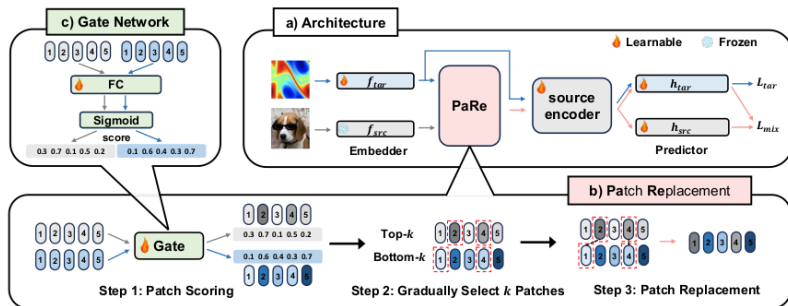 c) Gate Network
1 2 3 4 5 1 2 3 4 5
FC
Sigmoid
score
0.3 0.7 0.1 0.5 0.2 0.1 0.6 0.4 0.3 0.7
a) Architecture
Learnable Frozen
f_tar
f_src
Embedder
PaRe
source
encoder
h_tar
h_src
Predictor
L_tar
L_mix
b) Patch Replacement
1 2 3 4 5
1 2 3 4 5
Gate
1 2 3 4 5
0.3 0.7 0.1 0.5 0.2
0.1 0.6 0.4 0.3 0.7
1 2 3 4 5
Step 1: Patch Scoring
Top-k
1 2 3 4 5
Bottom-k
1 2 3 4 5
Step 2: Gradually Select k Patches
1 2 3 4 5
1 2 3 4 5
1 2 3 4 5
Step 3: Patch Replacement